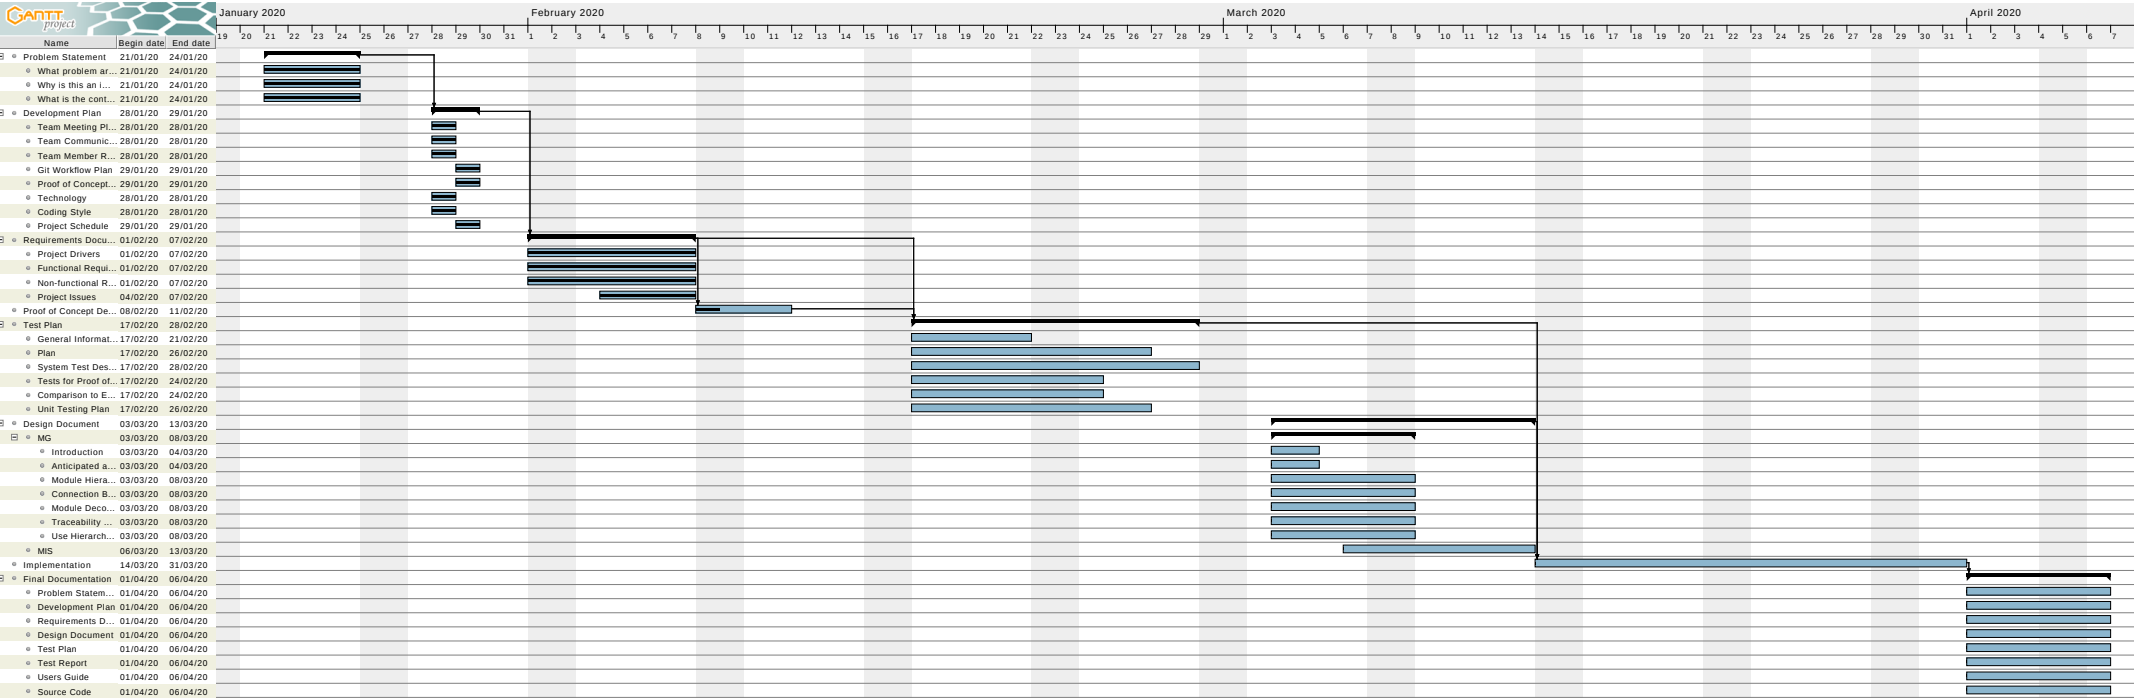 GANTT
project
January 2020 February 2020 March 2020 April 2020
19 20 21 22 23 24 25 26 27 28 29 30 31 1 2 3 4 5 6 7 8 9 10 11 12 13 14 15 16 17 18 19 20 21 22 23 24 25 26 27 28 29 1 2 3 4 5 6 7 8 9 10 11 12 13 14 15 16 17 18 19 20 21 22 23 24 25 26 27 28 29 30 31 1 2 3 4 5 6 7
Name Begin date End date
Problem Statement 21/01/20 24/01/20
What problem ar... 21/01/20 24/01/20
Why is this an i... 21/01/20 24/01/20
What is the cont... 21/01/20 24/01/20
Development Plan 28/01/20 29/01/20
Team Meeting Pl... 28/01/20 28/01/20
Team Communic... 28/01/20 28/01/20
Team Member R... 28/01/20 28/01/20
Git Workflow Plan 29/01/20 29/01/20
Proof of Concept... 29/01/20 29/01/20
Technology 28/01/20 28/01/20
Coding Style 28/01/20 28/01/20
Project Schedule 29/01/20 29/01/20
Requirements Docu... 01/02/20 07/02/20
Project Drivers 01/02/20 07/02/20
Functional Requi... 01/02/20 07/02/20
Non-functional R... 01/02/20 07/02/20
Project Issues 04/02/20 07/02/20
Proof of Concept De... 08/02/20 11/02/20
Test Plan 17/02/20 28/02/20
General Informat... 17/02/20 21/02/20
Plan 17/02/20 26/02/20
System Test Des... 17/02/20 28/02/20
Tests for Proof of... 17/02/20 24/02/20
Comparison to E... 17/02/20 24/02/20
Unit Testing Plan 17/02/20 26/02/20
Design Document 03/03/20 13/03/20
MG 03/03/20 08/03/20
Introduction 03/03/20 04/03/20
Anticipated a... 03/03/20 04/03/20
Module Hiera... 03/03/20 08/03/20
Connection B... 03/03/20 08/03/20
Module Deco... 03/03/20 08/03/20
Traceability ... 03/03/20 08/03/20
Use Hierarch... 03/03/20 08/03/20
MIS 06/03/20 13/03/20
Implementation 14/03/20 31/03/20
Final Documentation 01/04/20 06/04/20
Problem Statem... 01/04/20 06/04/20
Development Plan 01/04/20 06/04/20
Requirements D... 01/04/20 06/04/20
Design Document 01/04/20 06/04/20
Test Plan 01/04/20 06/04/20
Test Report 01/04/20 06/04/20
Users Guide 01/04/20 06/04/20
Source Code 01/04/20 06/04/20